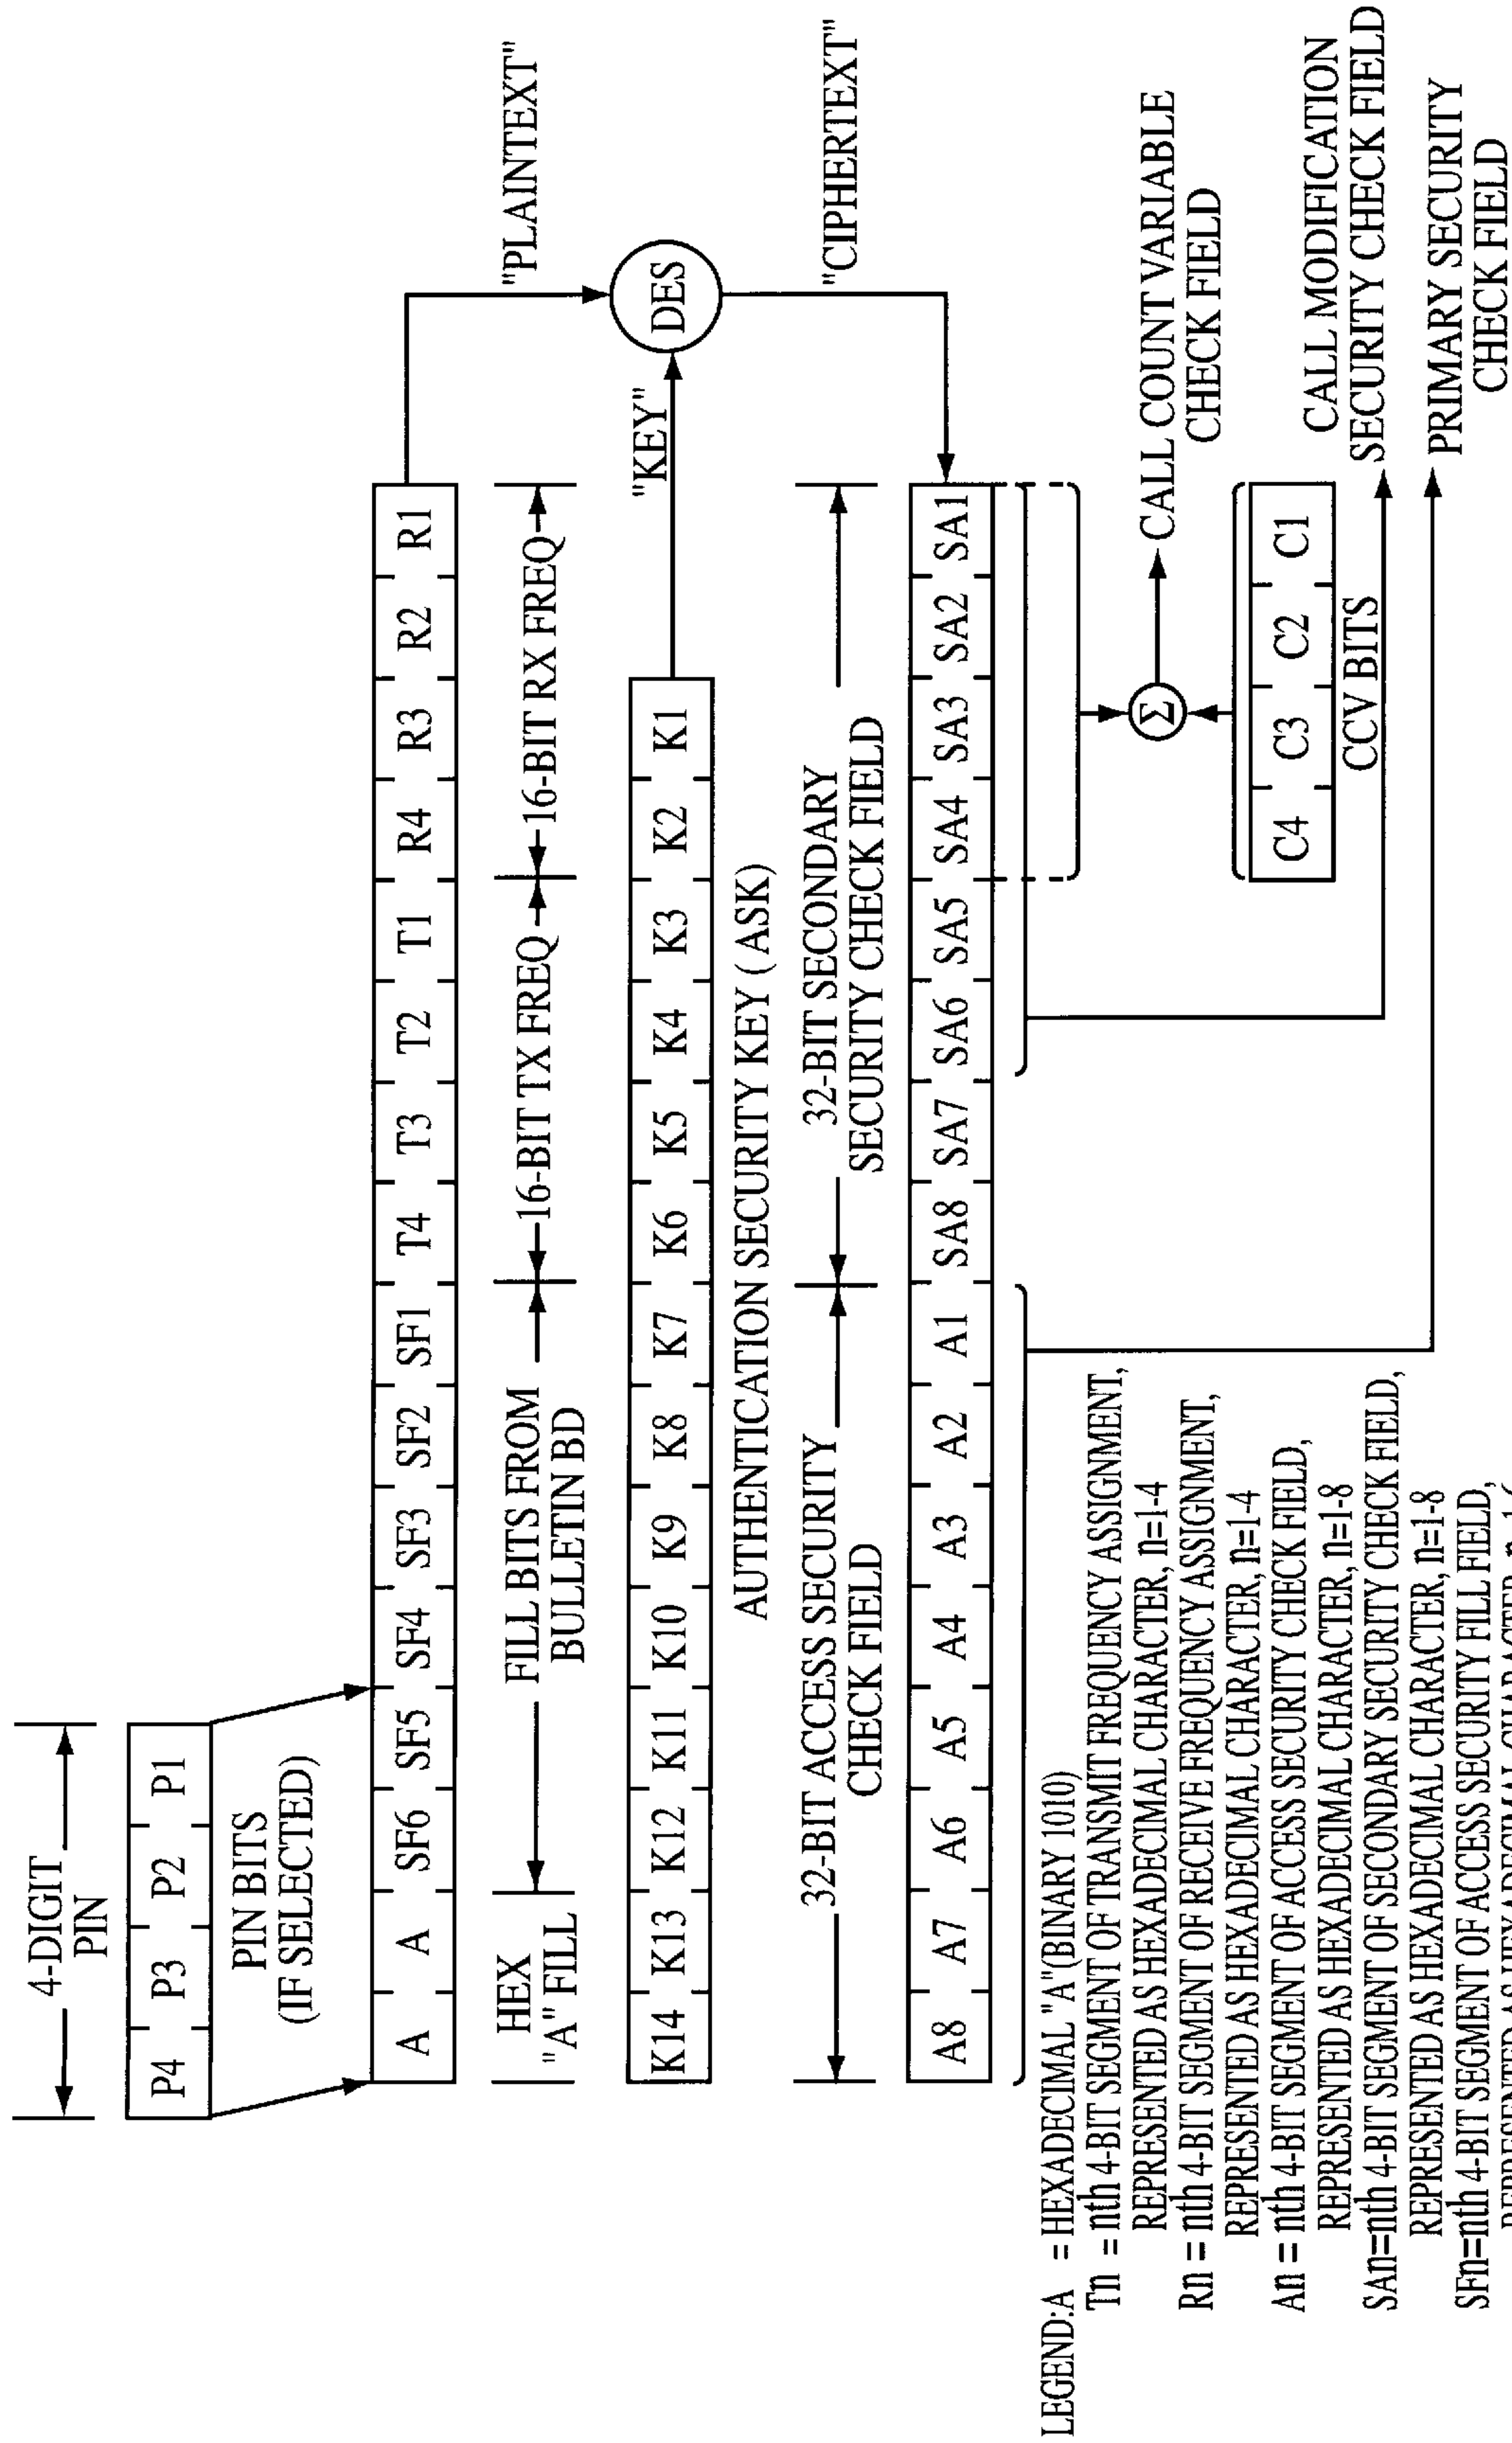 4-DIGIT
PIN
P4 P3 P2 P1
PIN BITS
(IF SELECTED)
A A SF6 SF5 SF4 SF3 SF2 SF1 T4 T3 T2 T1 R4 R3 R2 R1
"PLAINTEXT"
HEX
"A" FILL
FILL BITS FROM
BULLETIN BD
16-BIT TX FREQ
16-BIT RX FREQ
"KEY"
DES
K14 K13 K12 K11 K10 K9 K8 K7 K6 K5 K4 K3 K2 K1
AUTHENTICATION SECURITY KEY ( ASK)
"CIPHERTEXT"
32-BIT ACCESS SECURITY
CHECK FIELD
32-BIT SECONDARY
SECURITY CHECK FIELD
A8 A7 A6 A5 A4 A3 A2 A1 SA8 SA7 SA6 SA5 SA4 SA3 SA2 SA1
Σ
CALL COUNT VARIABLE
CHECK FIELD
C4 C3 C2 C1
CCV BITS
CALL MODIFICATION
SECURITY CHECK FIELD
PRIMARY SECURITY
CHECK FIELD
LEGEND:A = HEXADECIMAL "A"(BINARY 1010)
Tn = nth 4-BIT SEGMENT OF TRANSMIT FREQUENCY ASSIGNMENT,
REPRESENTED AS HEXADECIMAL CHARACTER, n=1-4
Rn = nth 4-BIT SEGMENT OF RECEIVE FREQUENCY ASSIGNMENT,
REPRESENTED AS HEXADECIMAL CHARACTER, n=1-4
An = nth 4-BIT SEGMENT OF ACCESS SECURITY CHECK FIELD,
REPRESENTED AS HEXADECIMAL CHARACTER, n=1-8
SAn=nth 4-BIT SEGMENT OF SECONDARY SECURITY CHECK FIELD,
REPRESENTED AS HEXADECIMAL CHARACTER, n=1-8
SFn=nth 4-BIT SEGMENT OF ACCESS SECURITY FILL FIELD,
REPRESENTED AS HEXADECIMAL CHARACTER